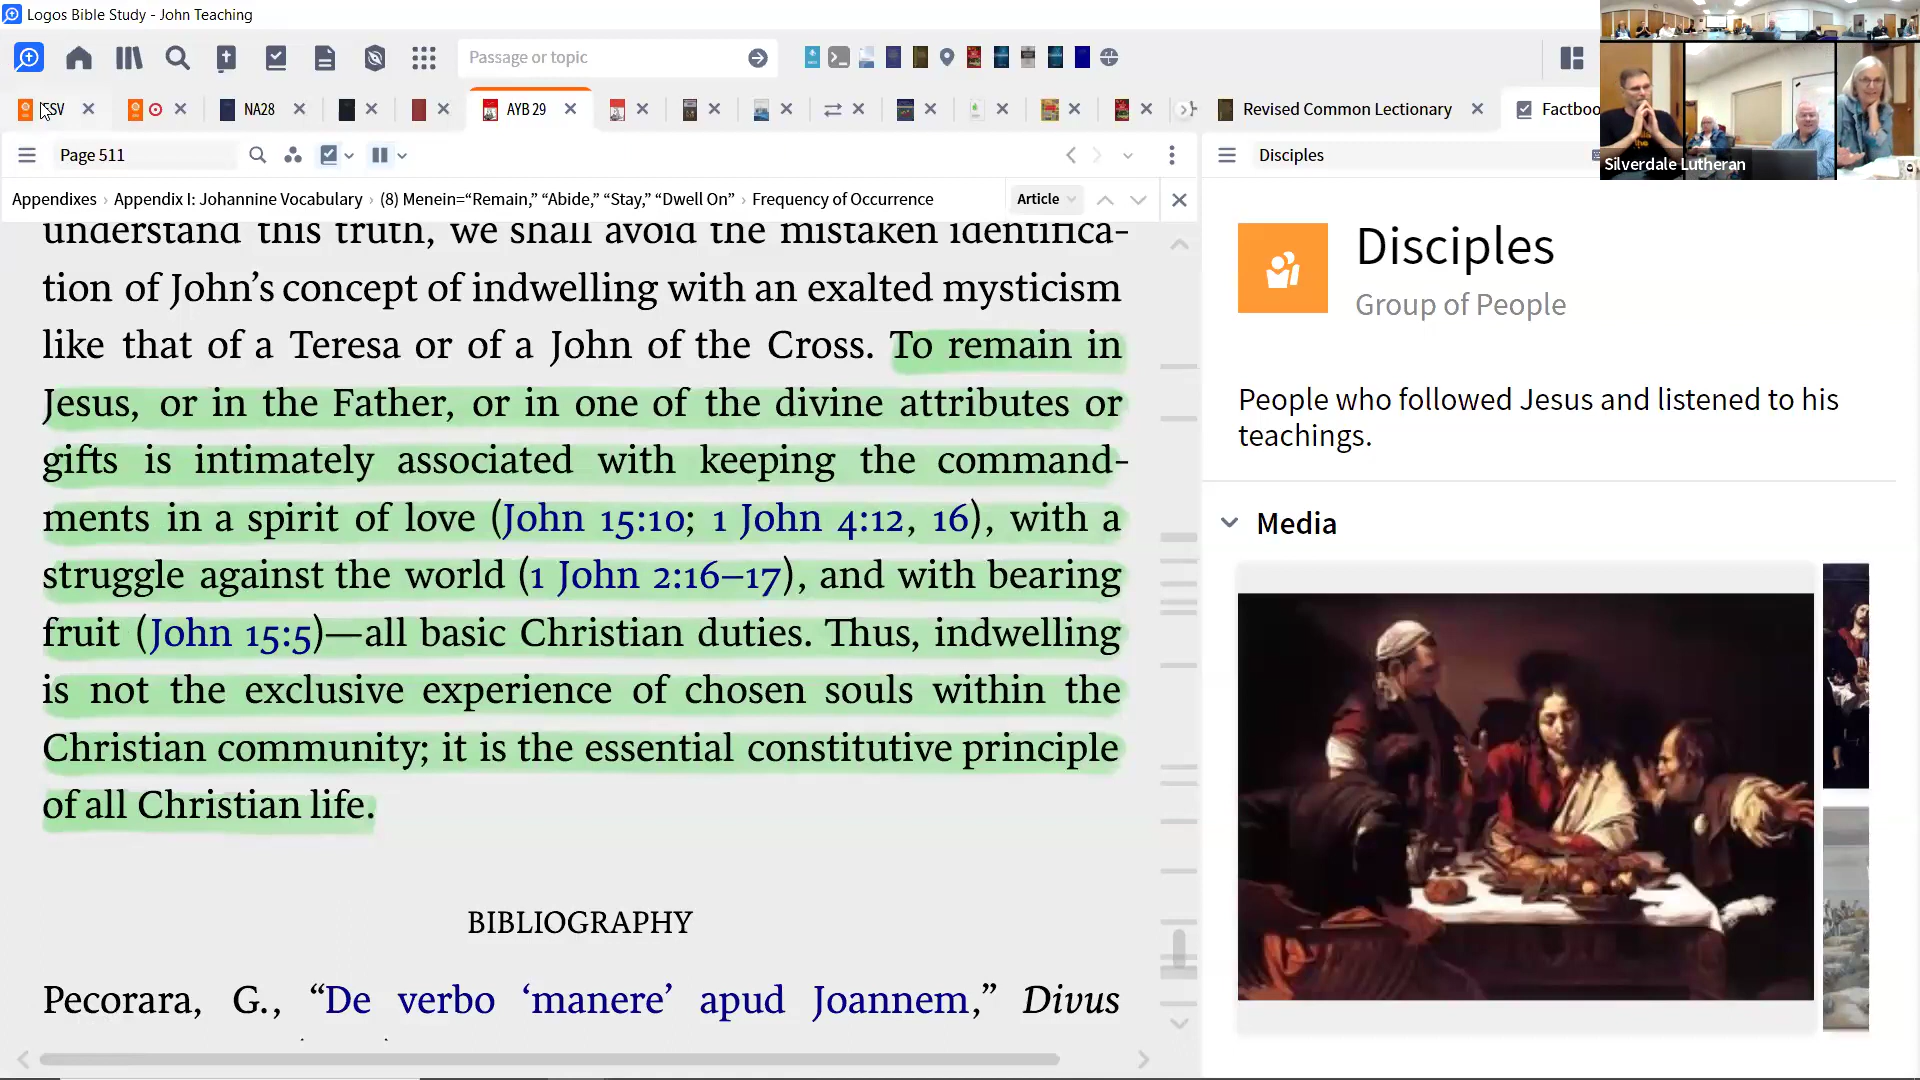 Logos Bible Study - John Teaching
Passage or topic
SV
NA28
AYB 29
Revised Common Lectionary
Factboo
Silverdale Lutheran
Page 511
Disciples
Appendixes › Appendix I: Johannine Vocabulary › (8) Menein=“Remain,” “Abide,” “Stay,” “Dwell On” › Frequency of Occurrence
Article
understand this truth, we shall avoid the mistaken identifica-
tion of John’s concept of indwelling with an exalted mysticism
like that of a Teresa or of a John of the Cross. To remain in
Jesus, or in the Father, or in one of the divine attributes or
gifts is intimately associated with keeping the command-
ments in a spirit of love (John 15:10; 1 John 4:12, 16), with a
struggle against the world (1 John 2:16–17), and with bearing
fruit (John 15:5)—all basic Christian duties. Thus, indwelling
is not the exclusive experience of chosen souls within the
Christian community; it is the essential constitutive principle
of all Christian life.
BIBLIOGRAPHY
Pecorara, G., “De verbo ‘manere’ apud Joannem,” Divus
Disciples
Group of People
People who followed Jesus and listened to his
teachings.
Media